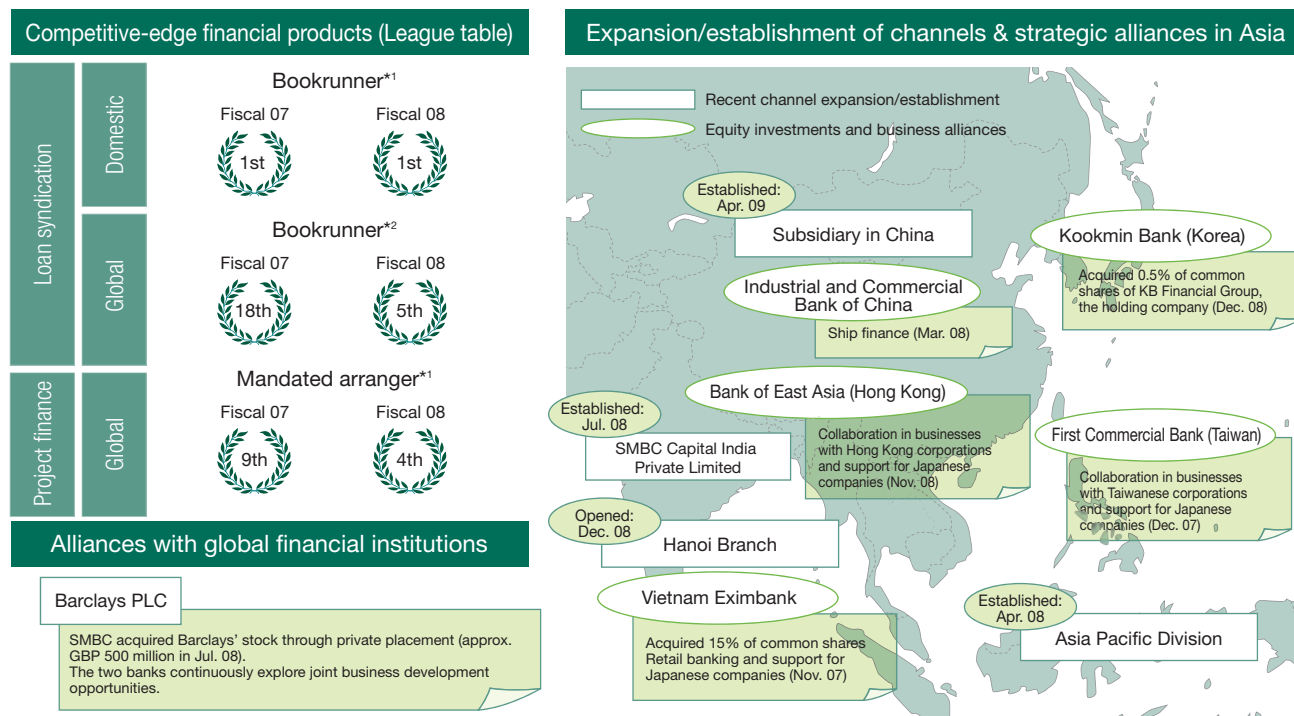 Competitive-edge financial products (League table)
Loan syndication
Domestic
Bookrunner*1
Fiscal 07
Fiscal 08
1st
1st
Global
Bookrunner*2
Fiscal 07
Fiscal 08
18th
5th
Project finance
Global
Mandated arranger*1
Fiscal 07
Fiscal 08
9th
4th
Alliances with global financial institutions
Barclays PLC
SMBC acquired Barclays' stock through private placement (approx.
GBP 500 million in Jul. 08).
The two banks continuously explore joint business development
opportunities.
Expansion/establishment of channels & strategic alliances in Asia
Recent channel expansion/establishment
Equity investments and business alliances
Established:
Apr. 09
Subsidiary in China
Kookmin Bank (Korea)
Acquired 0.5% of common
shares of KB Financial Group,
the holding company (Dec. 08)
Industrial and Commercial
Bank of China
Ship finance (Mar. 08)
Bank of East Asia (Hong Kong)
Collaboration in businesses
with Hong Kong corporations
and support for Japanese
companies (Nov. 08)
Established:
Jul. 08
SMBC Capital India
Private Limited
First Commercial Bank (Taiwan)
Collaboration in businesses
with Taiwanese corporations
and support for Japanese
companies (Dec. 07)
Opened:
Dec. 08
Hanoi Branch
Vietnam Eximbank
Acquired 15% of common shares
Retail banking and support for
Japanese companies (Nov. 07)
Established:
Apr. 08
Asia Pacific Division